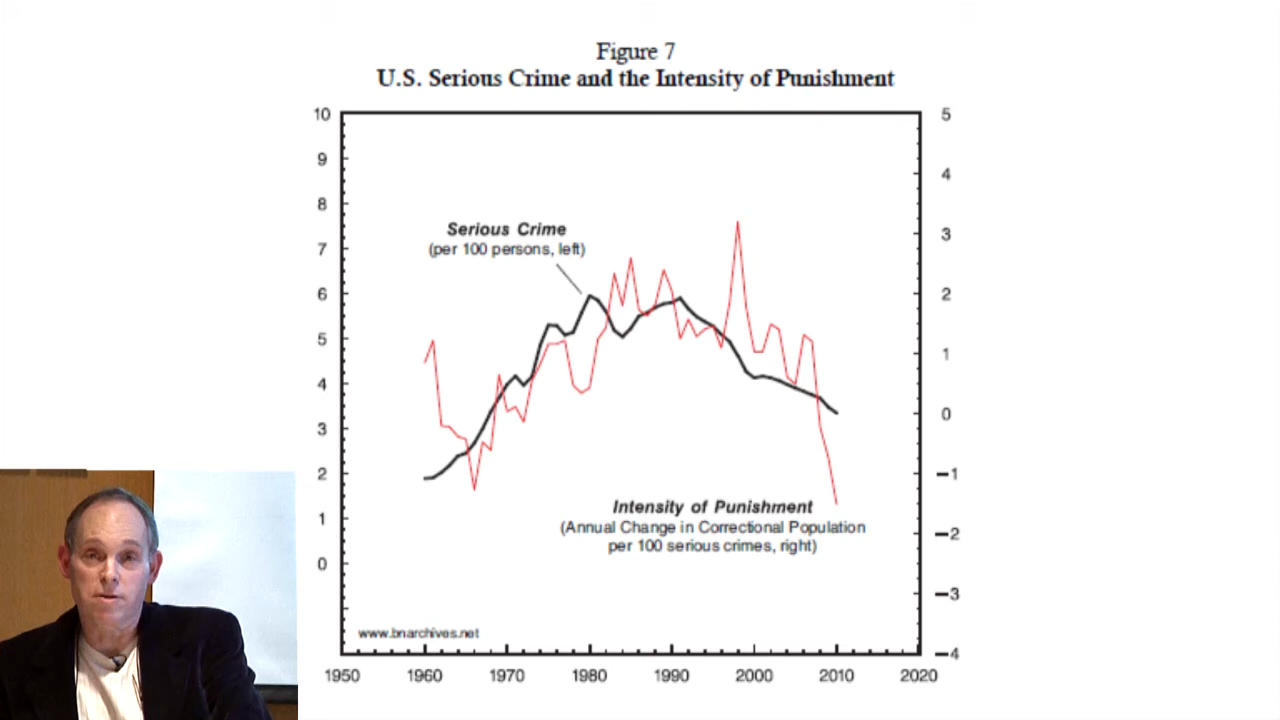 Figure 7
U.S. Serious Crime and the Intensity of Punishment
10
9
8
7
6
5
4
3
2
1
0
5
4
3
2
1
0
−1
−2
−3
−4
Serious Crime
(per 100 persons, left)
Intensity of Punishment
(Annual Change in Correctional Population
per 100 serious crimes, right)
www.bnarchives.net
1950 1960 1970 1980 1990 2000 2010 2020